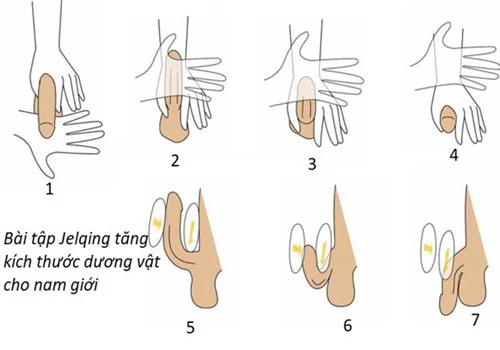 1
2
3
4
Bài tập Jelqing tăng
kích thước dương vật
cho nam giới
5
6
7